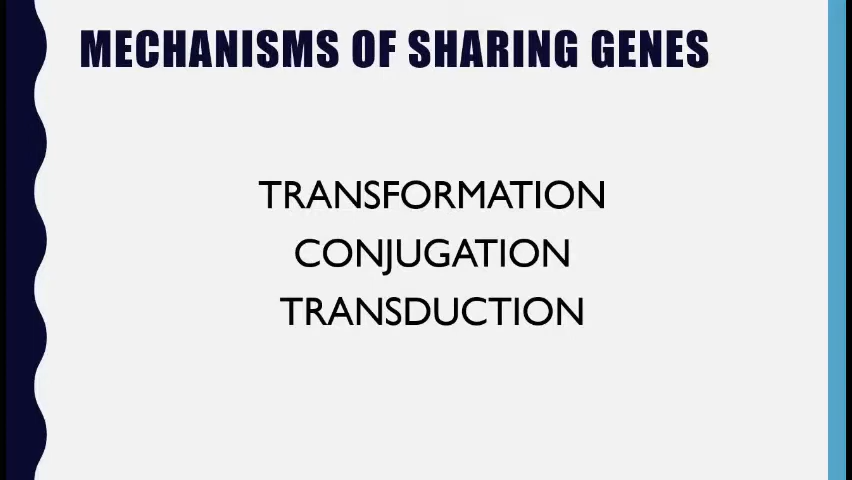 MECHANISMS OF SHARING GENES
TRANSFORMATION
CONJUGATION
TRANSDUCTION